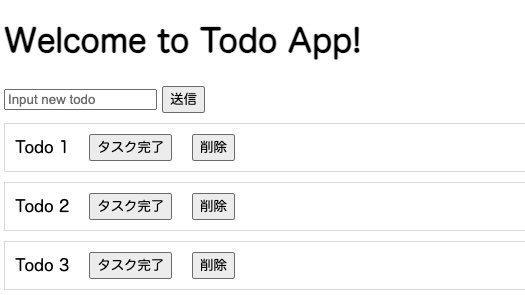 Welcome to Todo App!
Input new todo 送信
Todo 1 タスク完了 削除
Todo 2 タスク完了 削除
Todo 3 タスク完了 削除